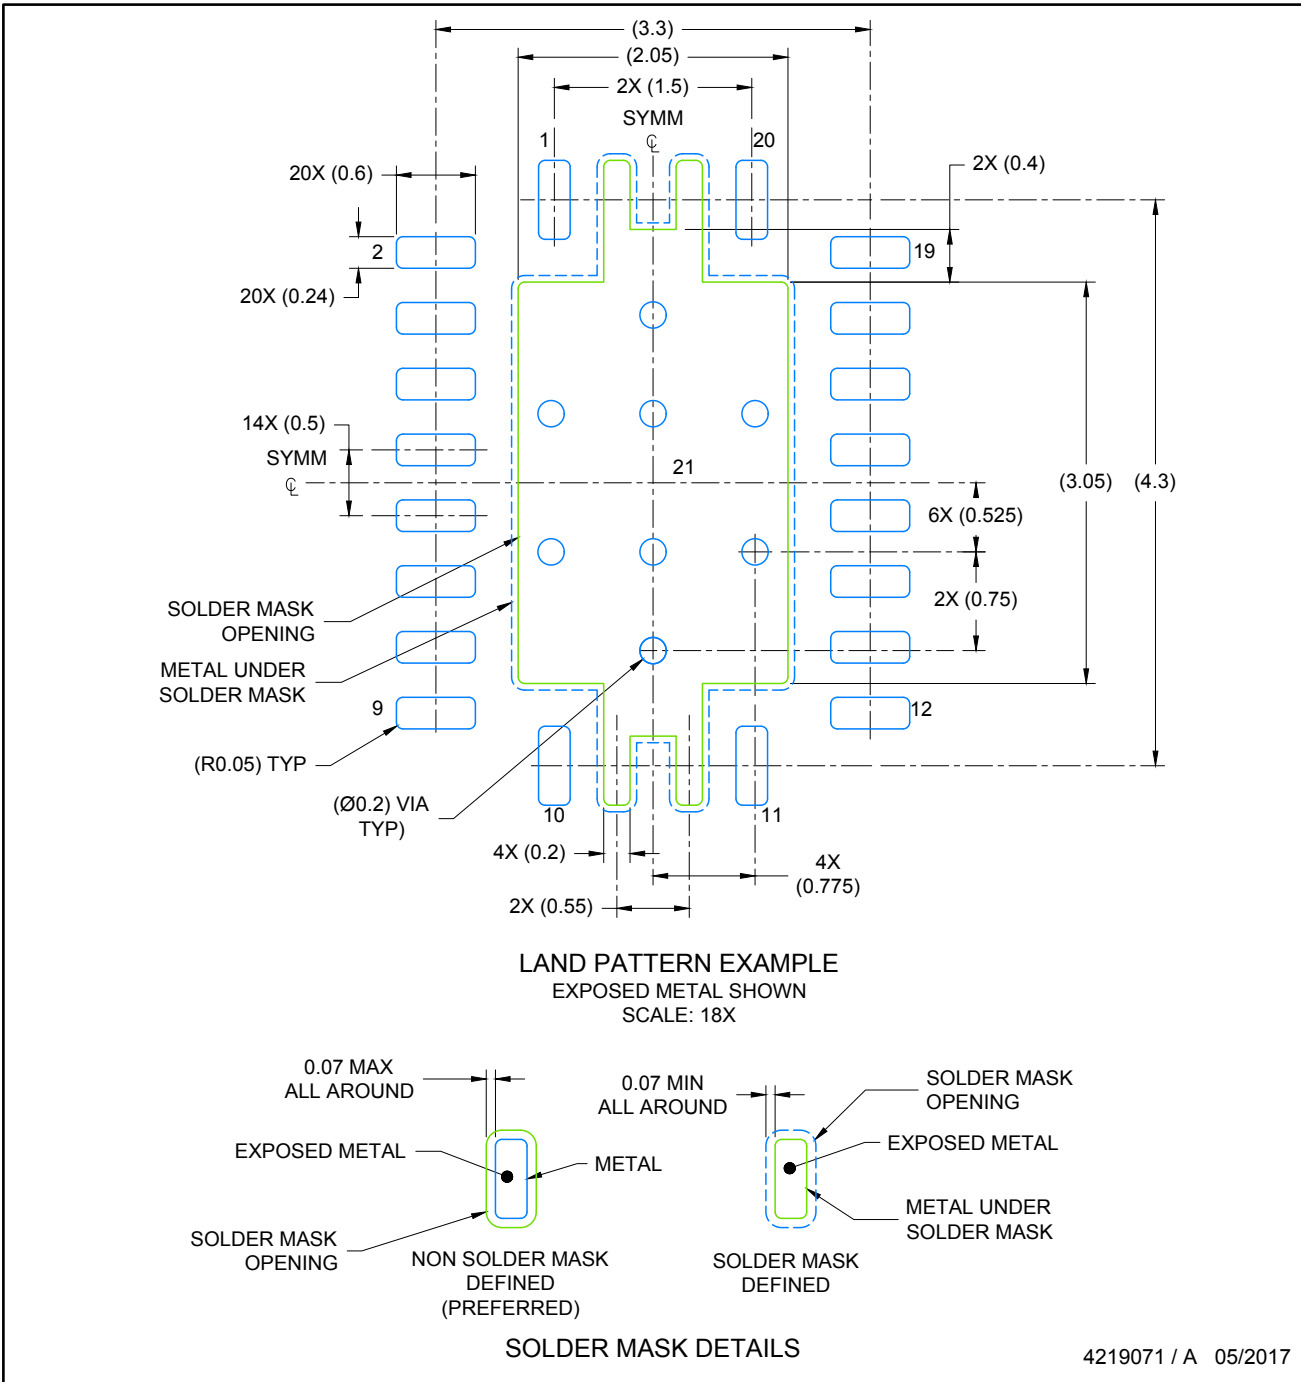 (3.3)
(2.05)
2X (1.5)
SYMM
℄
1
20
2X (0.4)
20X (0.6)
2
19
20X (0.24)
14X (0.5)
SYMM
℄
21
(3.05)
(4.3)
6X (0.525)
2X (0.75)
SOLDER MASK
OPENING
METAL UNDER
SOLDER MASK
9
12
(R0.05) TYP
(Ø0.2) VIA
TYP)
10
11
4X (0.2)
4X
(0.775)
2X (0.55)
LAND PATTERN EXAMPLE
EXPOSED METAL SHOWN
SCALE: 18X
0.07 MAX
ALL AROUND
EXPOSED METAL
METAL
SOLDER MASK
OPENING
NON SOLDER MASK
DEFINED
(PREFERRED)
0.07 MIN
ALL AROUND
SOLDER MASK
OPENING
EXPOSED METAL
METAL UNDER
SOLDER MASK
SOLDER MASK
DEFINED
SOLDER MASK DETAILS
4219071 / A 05/2017